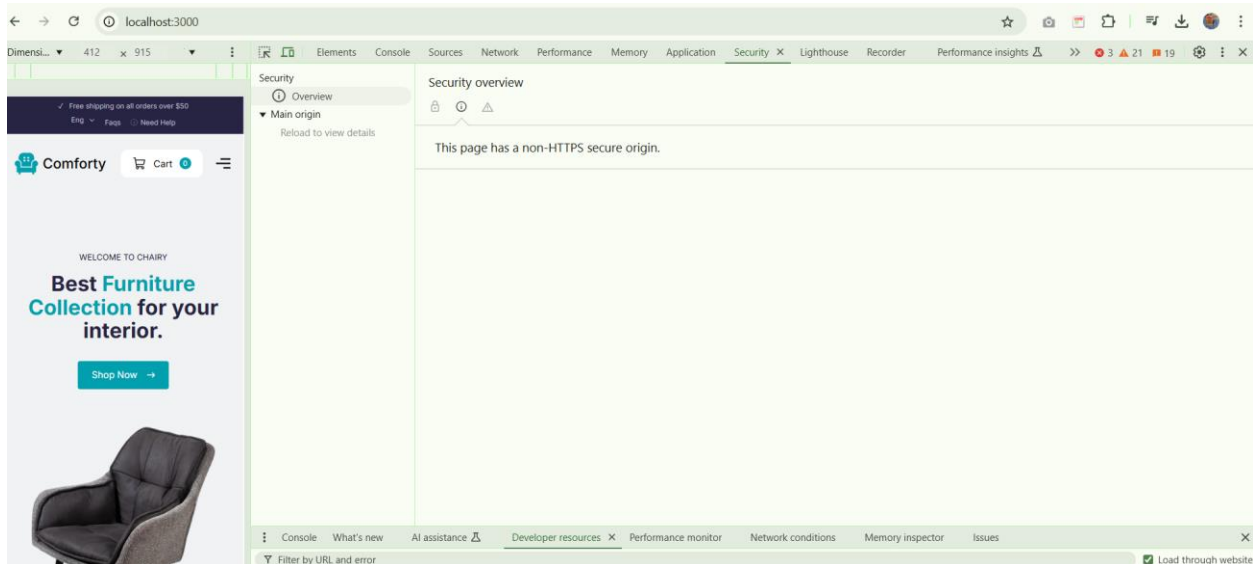 localhost:3000
Dimensi... ▼ 412 x 915 ▼
Elements Console Sources Network Performance Memory Application Security × Lighthouse Recorder Performance insights >> 3 21 19
Security
Overview
▼ Main origin
Reload to view details
Security overview
This page has a non-HTTPS secure origin.
✓ Free shipping on all orders over $50
Eng Faqs Need Help
Comforty Cart 0
WELCOME TO CHAIRY
Best Furniture
Collection for your
interior.
Shop Now →
Console What's new AI assistance Developer resources × Performance monitor Network conditions Memory inspector Issues ×
Filter by URL and error Load through website